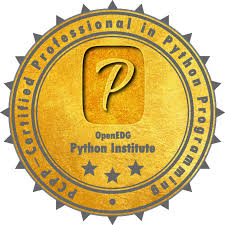 PCPP–Certified Professional in Python Programming
P
OpenEDG
Python Institute